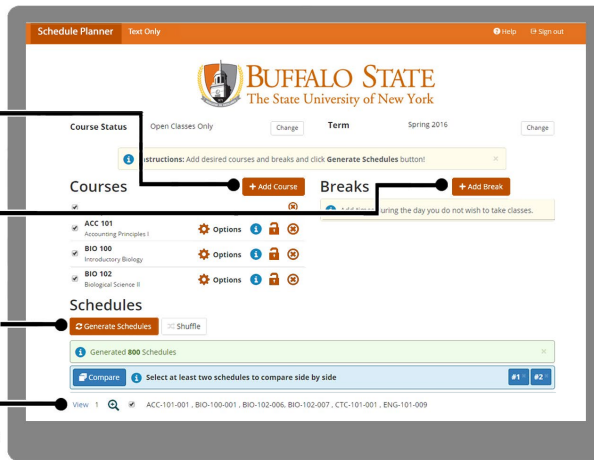 Schedule Planner Text Only Help Sign out
BUFFALO STATE
The State University of New York
Course Status Open Classes Only Change Term Spring 2016 Change
Instructions: Add desired courses and breaks and click Generate Schedules button! ×
Courses + Add Course Breaks + Add Break
during the day you do not wish to take classes.
ACC 101
Accounting Principles I Options
BIO 100
Introductory Biology Options
BIO 102
Biological Science II Options
Schedules
Generate Schedules Shuffle
Generated 800 Schedules ×
Compare Select at least two schedules to compare side by side #1 × #2 ×
View 1 ACC-101-001 , BIO-100-001 , BIO-102-006, BIO-102-007 , CTC-101-001 , ENG-101-009